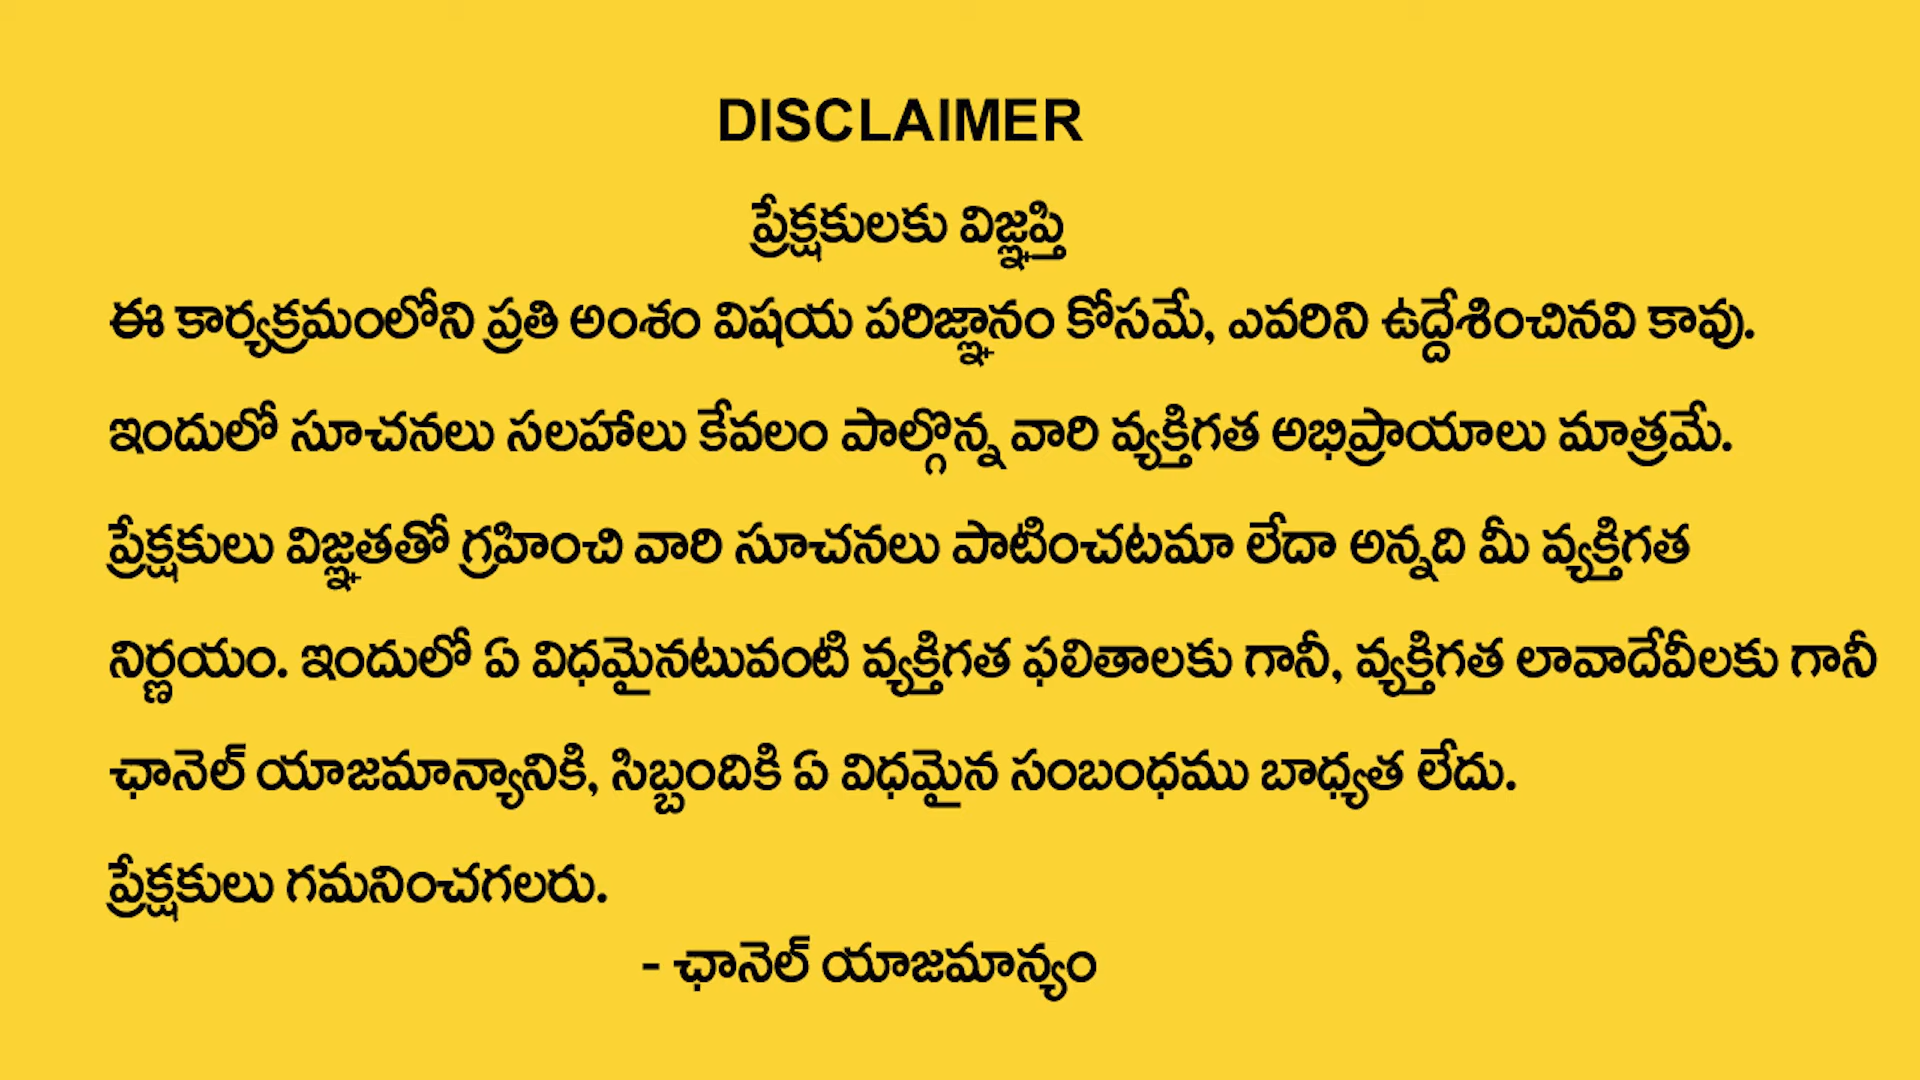 DISCLAIMER
ప్రేక్షకులకు విజ్ఞప్తి
ఈ కార్యక్రమంలోని ప్రతి అంశం విషయ పరిజ్ఞానం కోసమే, ఎవరిని ఉద్దేశించినవి కావు.
ఇందులో సూచనలు సలహాలు కేవలం పాల్గొన్న వారి వ్యక్తిగత అభిప్రాయాలు మాత్రమే.
ప్రేక్షకులు విజ్ఞతతో గ్రహించి వారి సూచనలు పాటించటమా లేదా అన్నది మీ వ్యక్తిగత
నిర్ణయం. ఇందులో ఏ విధమైనటువంటి వ్యక్తిగత ఫలితాలకు గానీ, వ్యక్తిగత లావాదేవీలకు గానీ
ఛానెల్ యాజమాన్యానికి, సిబ్బందికి ఏ విధమైన సంబంధము బాధ్యత లేదు.
ప్రేక్షకులు గమనించగలరు.
- ఛానెల్ యాజమాన్యం